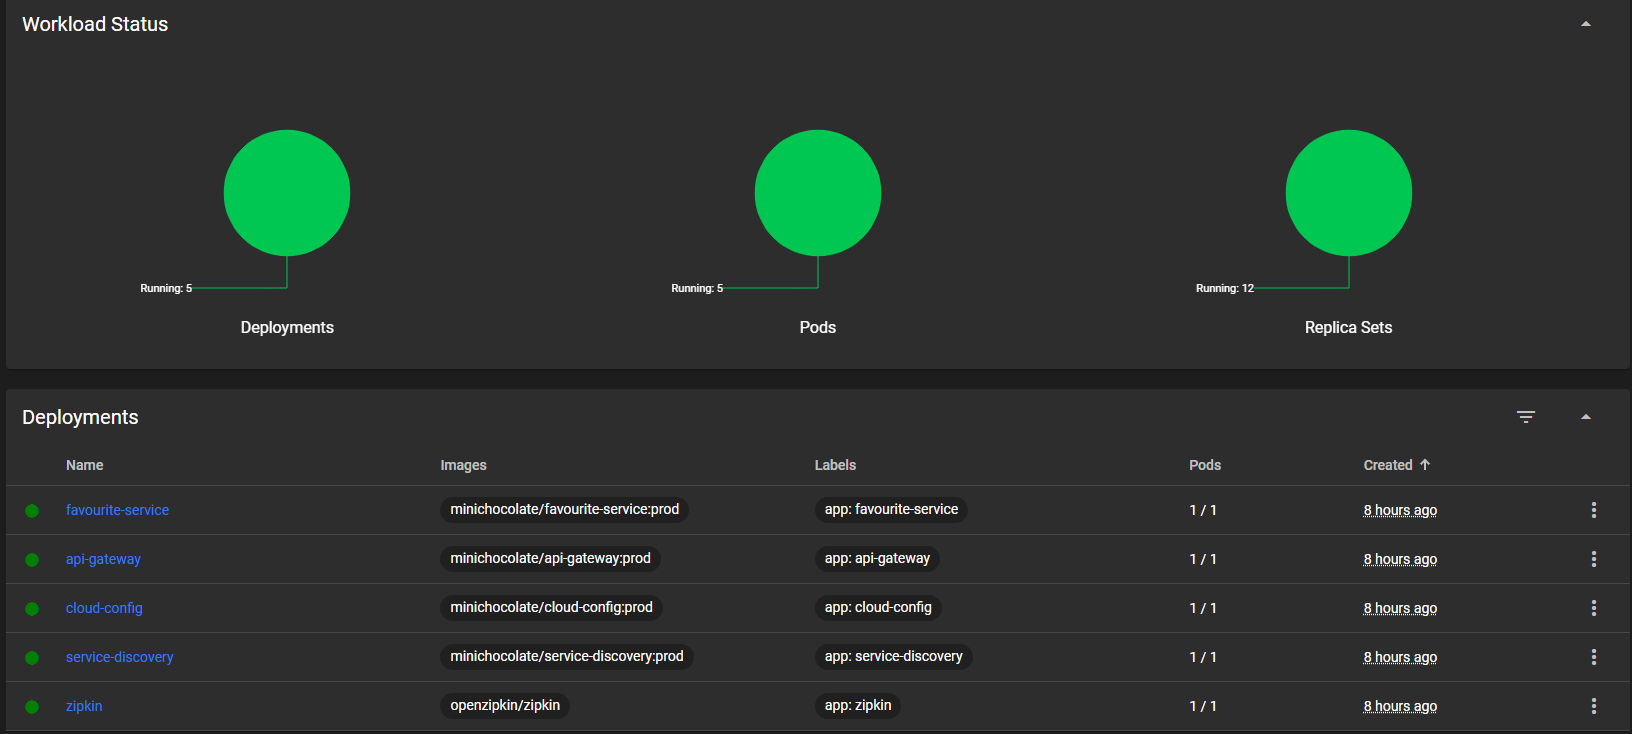 Workload Status
Running: 5
Running: 5
Running: 12
Deployments
Pods
Replica Sets
Deployments
Name Images Labels Pods Created
favourite-service minichocolate/favourite-service:prod app: favourite-service 1 / 1 8 hours ago
api-gateway minichocolate/api-gateway:prod app: api-gateway 1 / 1 8 hours ago
cloud-config minichocolate/cloud-config:prod app: cloud-config 1 / 1 8 hours ago
service-discovery minichocolate/service-discovery:prod app: service-discovery 1 / 1 8 hours ago
zipkin openzipkin/zipkin app: zipkin 1 / 1 8 hours ago